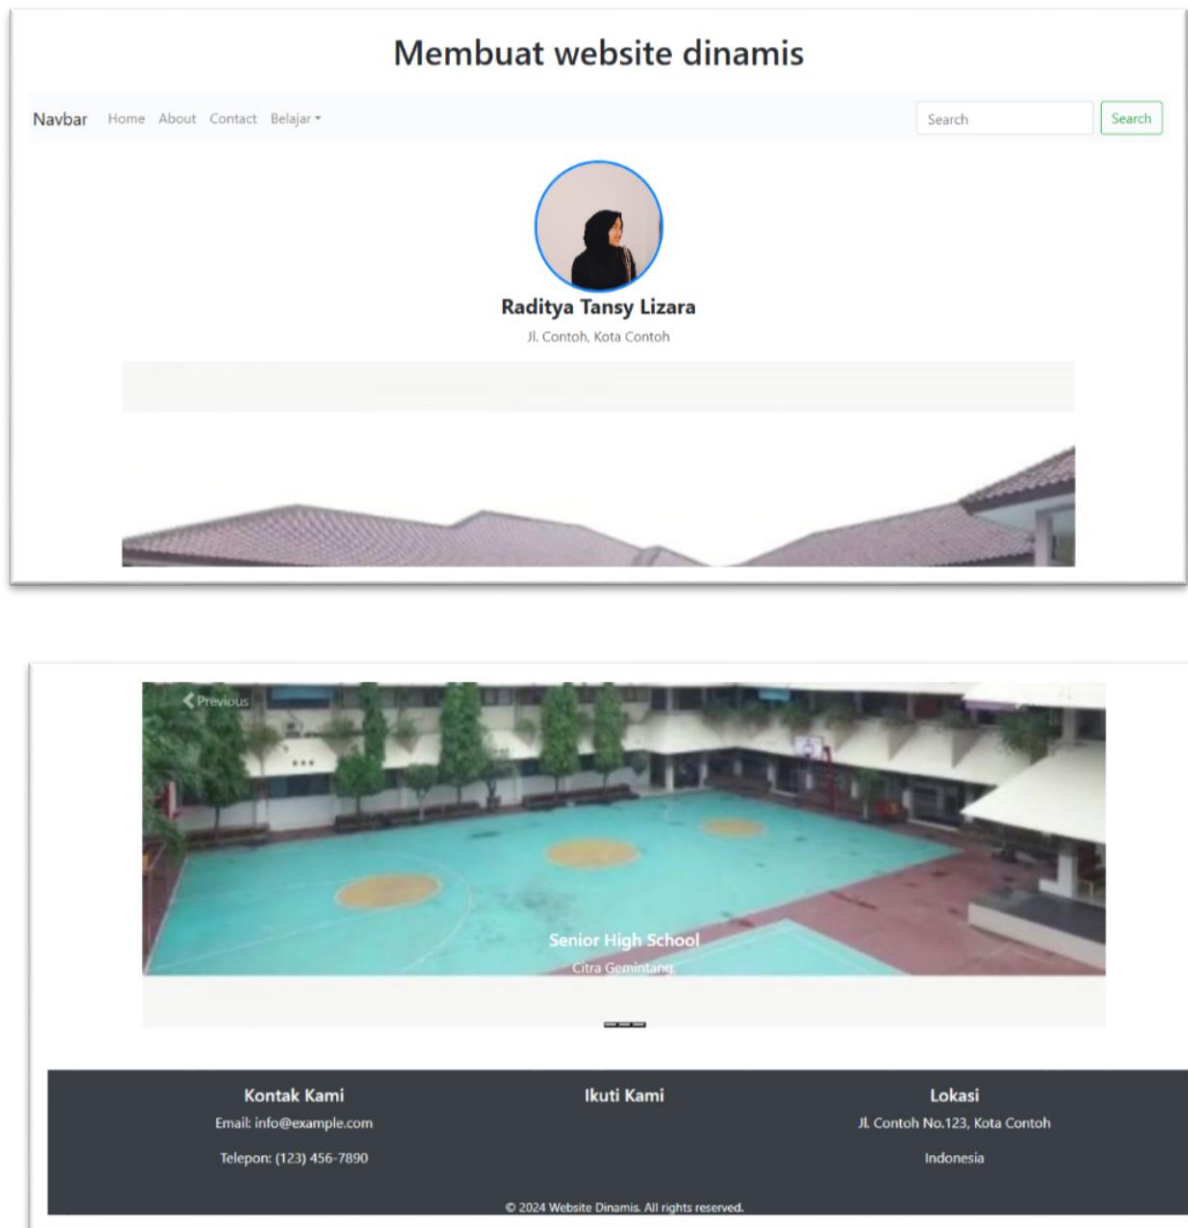 Membuat website dinamis
Navbar Home About Contact Belajar Search Search
Raditya Tansy Lizara
Jl. Contoh, Kota Contoh
Previous
Senior High School
Citra Gemintang.
Kontak Kami Ikuti Kami Lokasi
Email: info@example.com Jl. Contoh No.123, Kota Contoh
Telepon: (123) 456-7890 Indonesia
© 2024 Website Dinamis. All rights reserved.